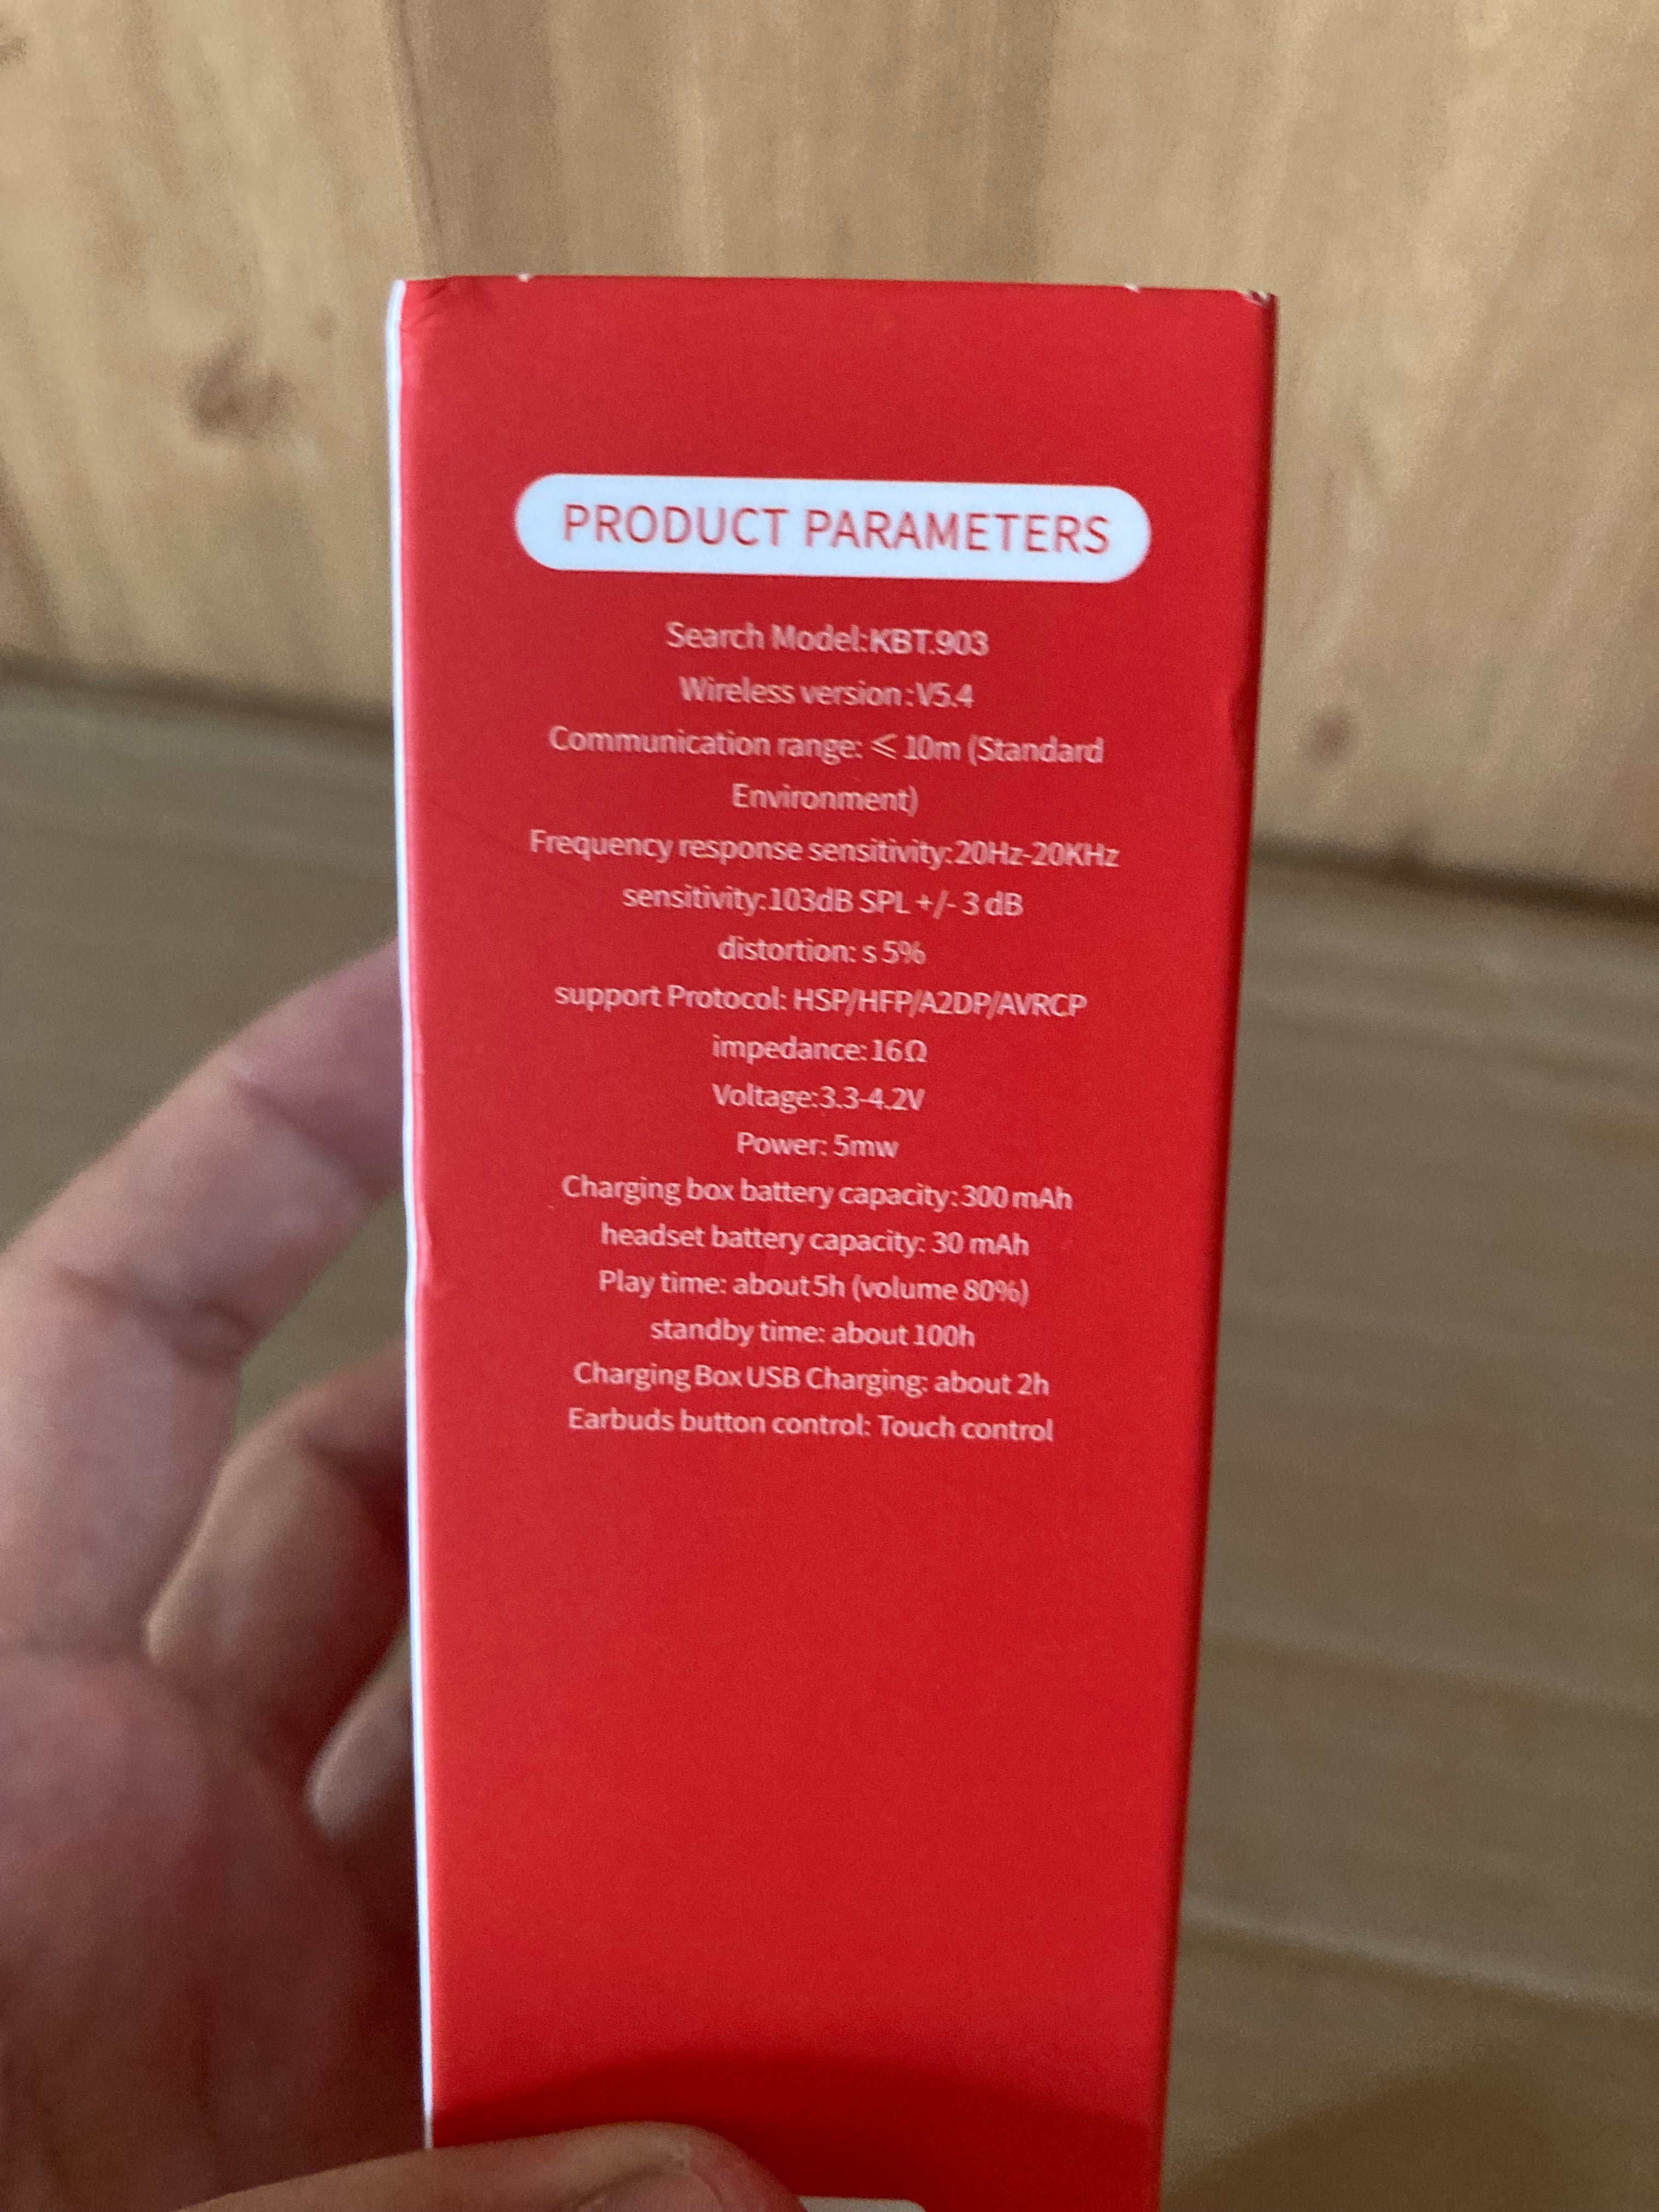 PRODUCT PARAMETERS
Search Model:KBT.903
Wireless version:V5.4
Communication range: ⩽ 10m (Standard
Environment)
Frequency response sensitivity:20Hz-20KHz
sensitivity:103dB SPL +/- 3 dB
distortion: s 5%
support Protocol: HSP/HFP/A2DP/AVRCP
impedance:16Ω
Voltage:3.3-4.2V
Power: 5mw
Charging box battery capacity:300 mAh
headset battery capacity: 30 mAh
Play time: about 5h (volume 80%)
standby time: about 100h
Charging Box USB Charging: about 2h
Earbuds button control: Touch control